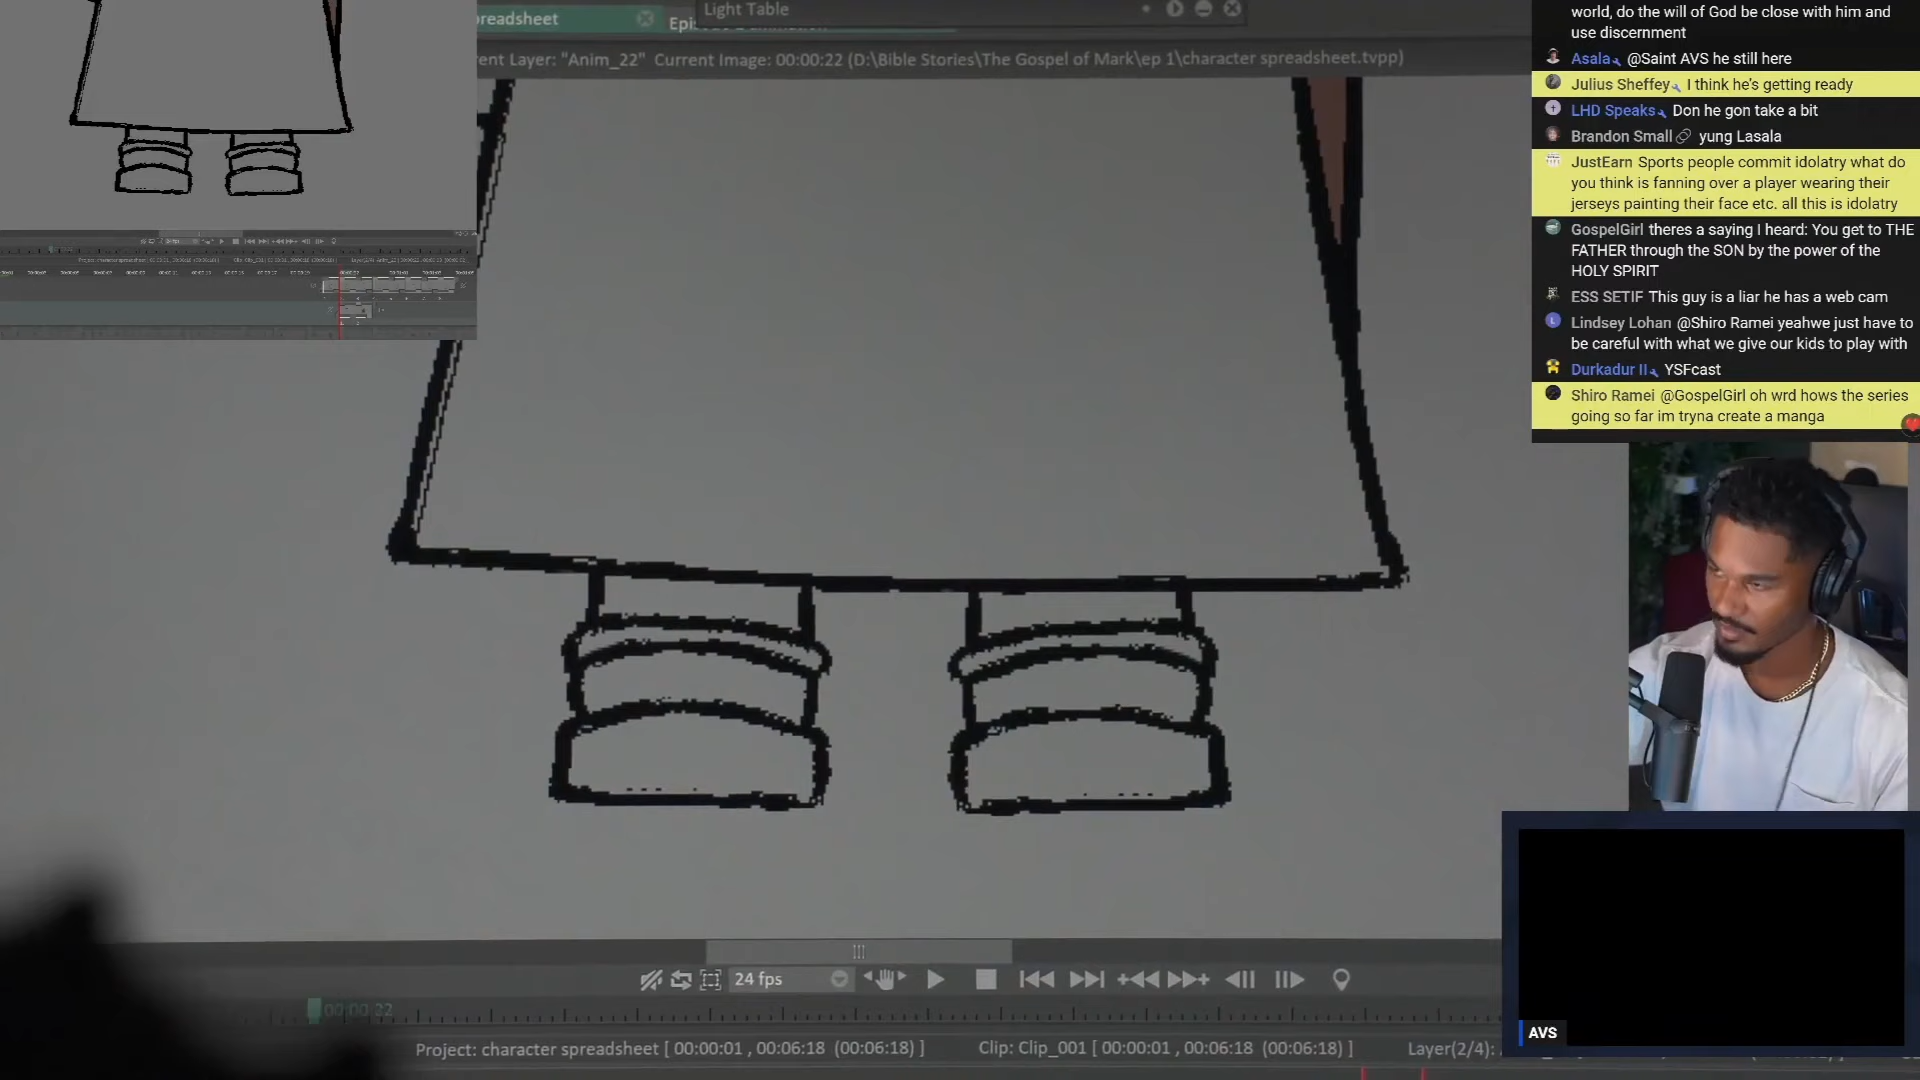 preadsheet
Light Table
rent Layer: "Anim_22" Current Image: 00:00:22 (D:\Bible Stories\The Gospel of Mark\ep 1\character spreadsheet.tvpp)
world, do the will of God be close with him and
use discernment
Asala @Saint AVS he still here
Julius Sheffey I think he's getting ready
LHD Speaks Don he gon take a bit
Brandon Small yung Lasala
JustEarn Sports people commit idolatry what do
you think is fanning over a player wearing their
jerseys painting their face etc. all this is idolatry
GospelGirl theres a saying I heard: You get to THE
FATHER through the SON by the power of the
HOLY SPIRIT
ESS SETIF This guy is a liar he has a web cam
Lindsey Lohan @Shiro Ramei yeahwe just have to
be careful with what we give our kids to play with
Durkadur II YSFcast
Shiro Ramei @GospelGirl oh wrd hows the series
going so far im tryna create a manga
24 fps
00:00:22
Project: character spreadsheet [ 00:00:01 , 00:06:18 (00:06:18) ]
Clip: Clip_001 [ 00:00:01 , 00:06:18 (00:06:18) ]
Layer(2/4):
AVS